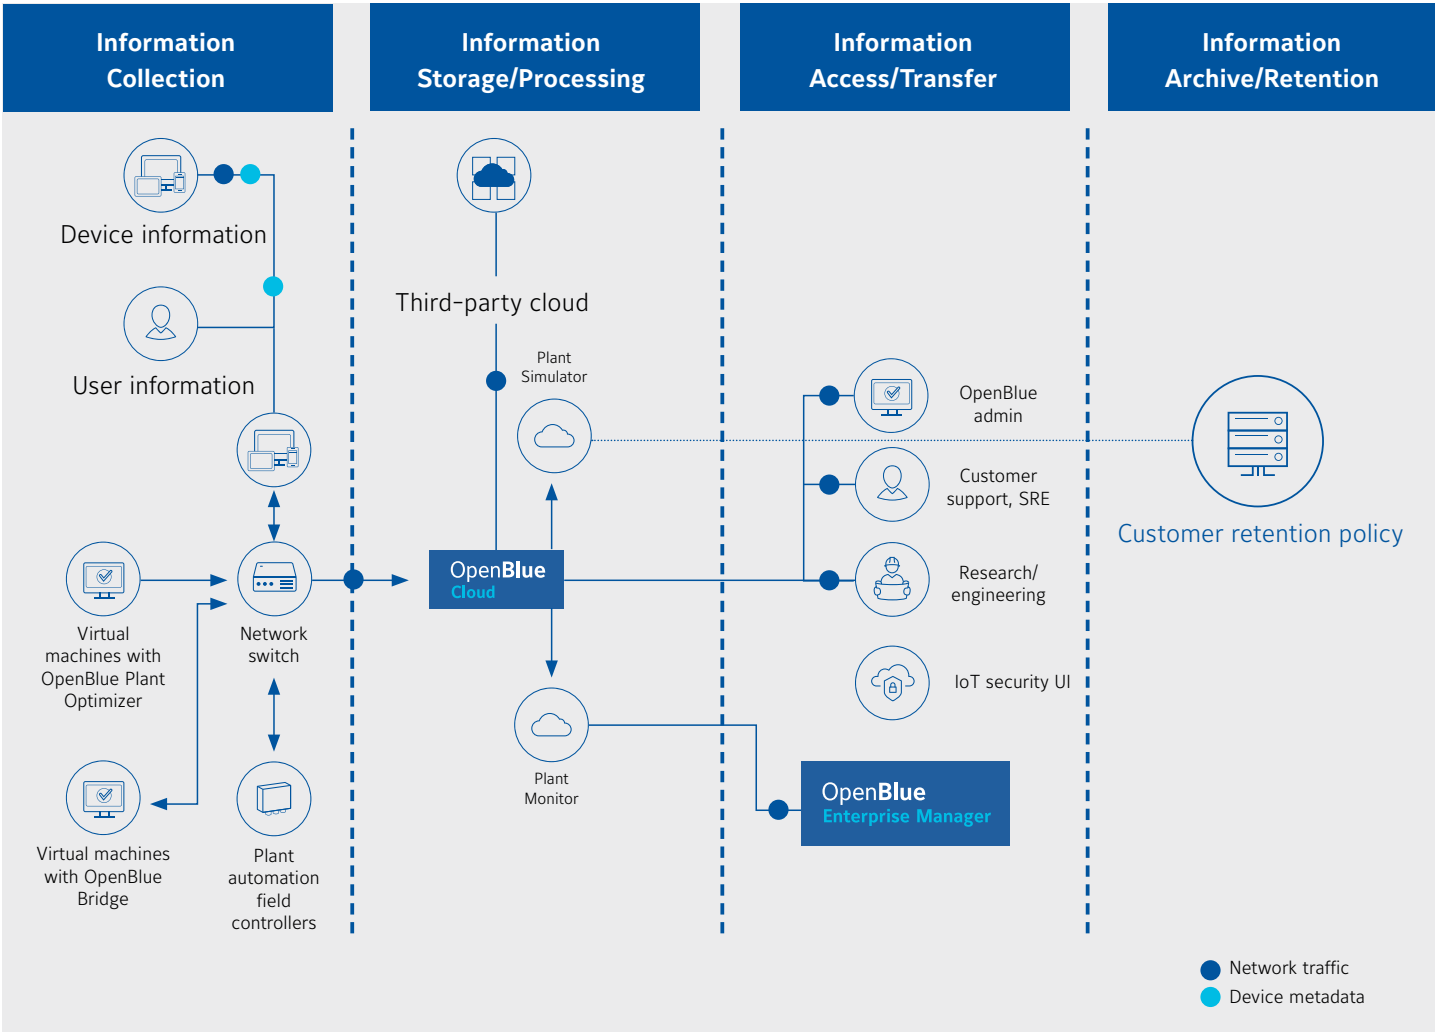 Information
Collection
Information
Storage/Processing
Information
Access/Transfer
Information
Archive/Retention
Device information
User information
Virtual
machines with
OpenBlue Plant
Optimizer
Network
switch
Virtual machines
with OpenBlue
Bridge
Plant
automation
field
controllers
Third-party cloud
Plant
Simulator
OpenBlue
Cloud
Plant
Monitor
OpenBlue
admin
Customer
support, SRE
Research/
engineering
IoT security UI
OpenBlue
Enterprise Manager
Customer retention policy
Network traffic
Device metadata